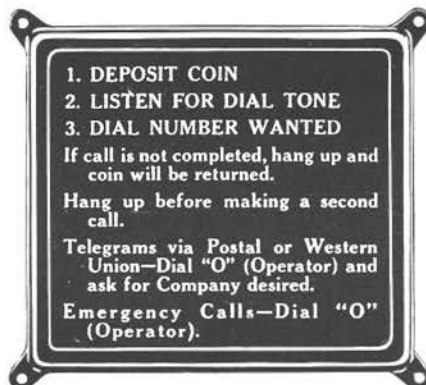 1. DEPOSIT COIN
2. LISTEN FOR DIAL TONE
3. DIAL NUMBER WANTED
If call is not completed, hang up and
coin will be returned.
Hang up before making a second
call.
Telegrams via Postal or Western
Union—Dial “O” (Operator) and
ask for Company desired.
Emergency Calls—Dial “O”
(Operator).